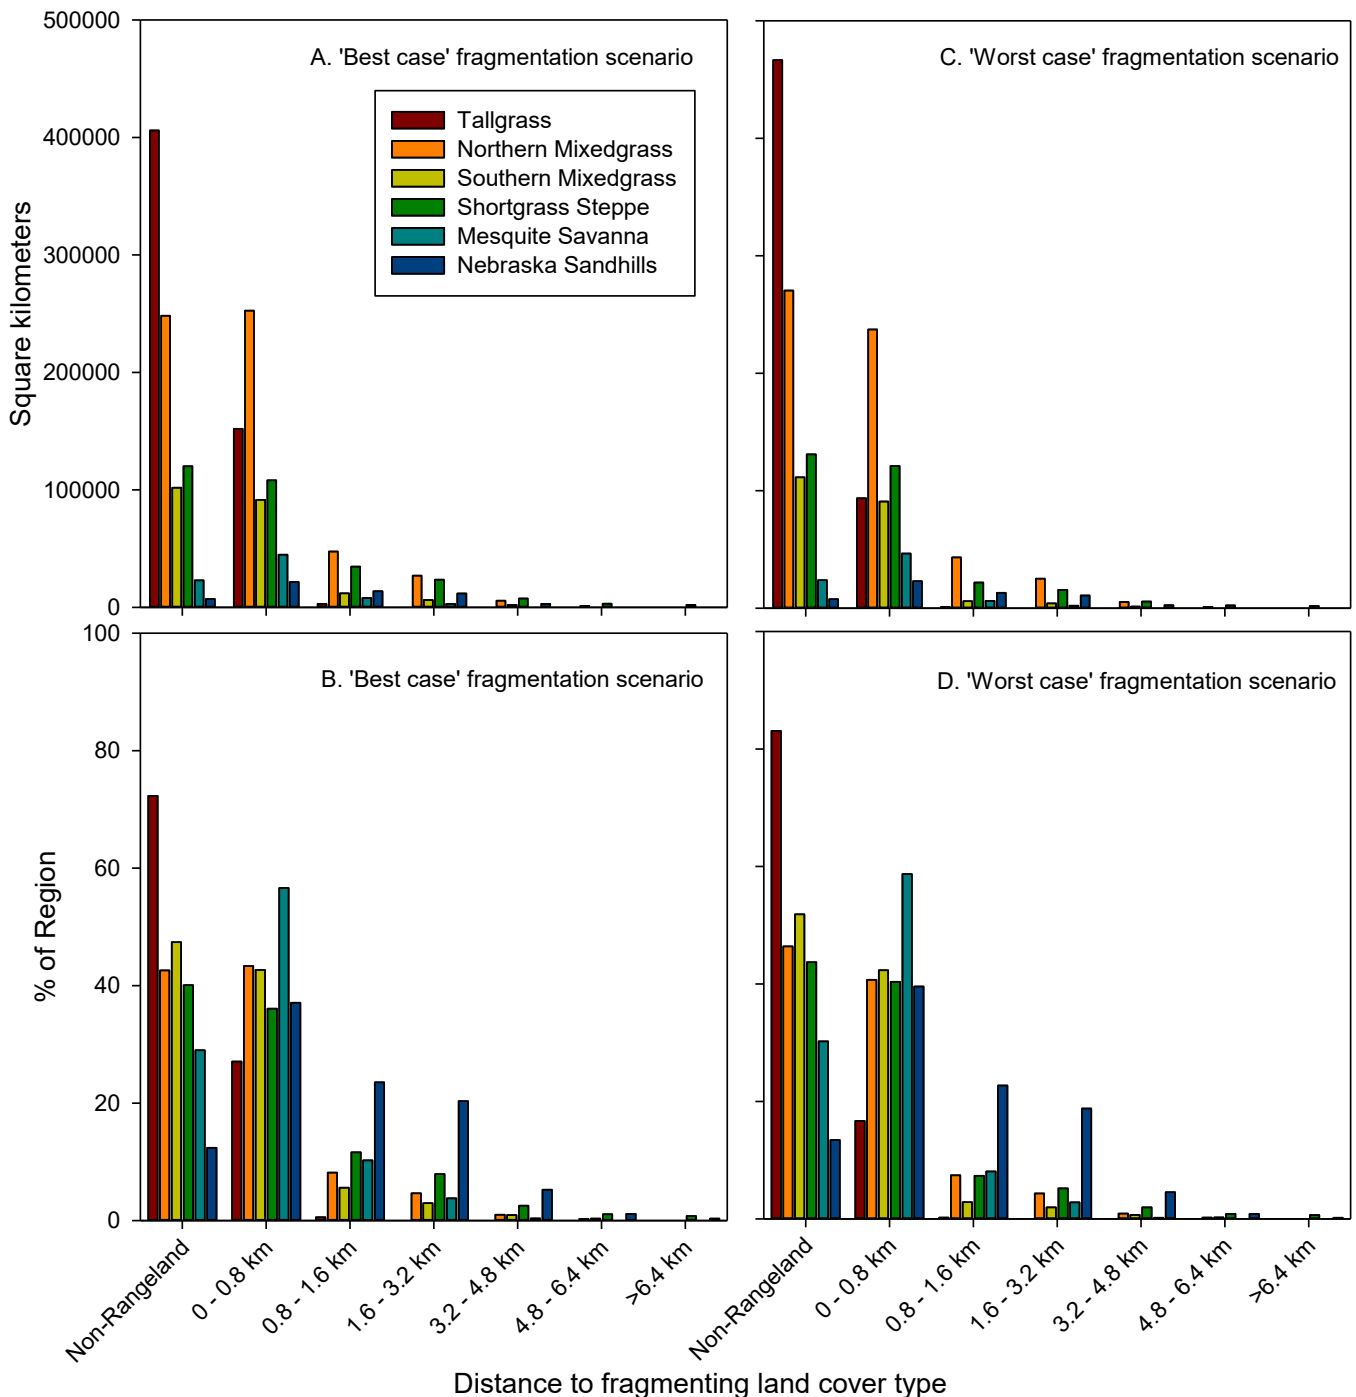 500000
400000
300000
200000
100000
0
Square kilometers
A. 'Best case' fragmentation scenario
Tallgrass
Northern Mixedgrass
Southern Mixedgrass
Shortgrass Steppe
Mesquite Savanna
Nebraska Sandhills
C. 'Worst case' fragmentation scenario
100
80
60
40
20
0
% of Region
B. 'Best case' fragmentation scenario
D. 'Worst case' fragmentation scenario
Non-Rangeland
0 - 0.8 km
0.8 - 1.6 km
1.6 - 3.2 km
3.2 - 4.8 km
4.8 - 6.4 km
>6.4 km
Non-Rangeland
0 - 0.8 km
0.8 - 1.6 km
1.6 - 3.2 km
3.2 - 4.8 km
4.8 - 6.4 km
>6.4 km
Distance to fragmenting land cover type